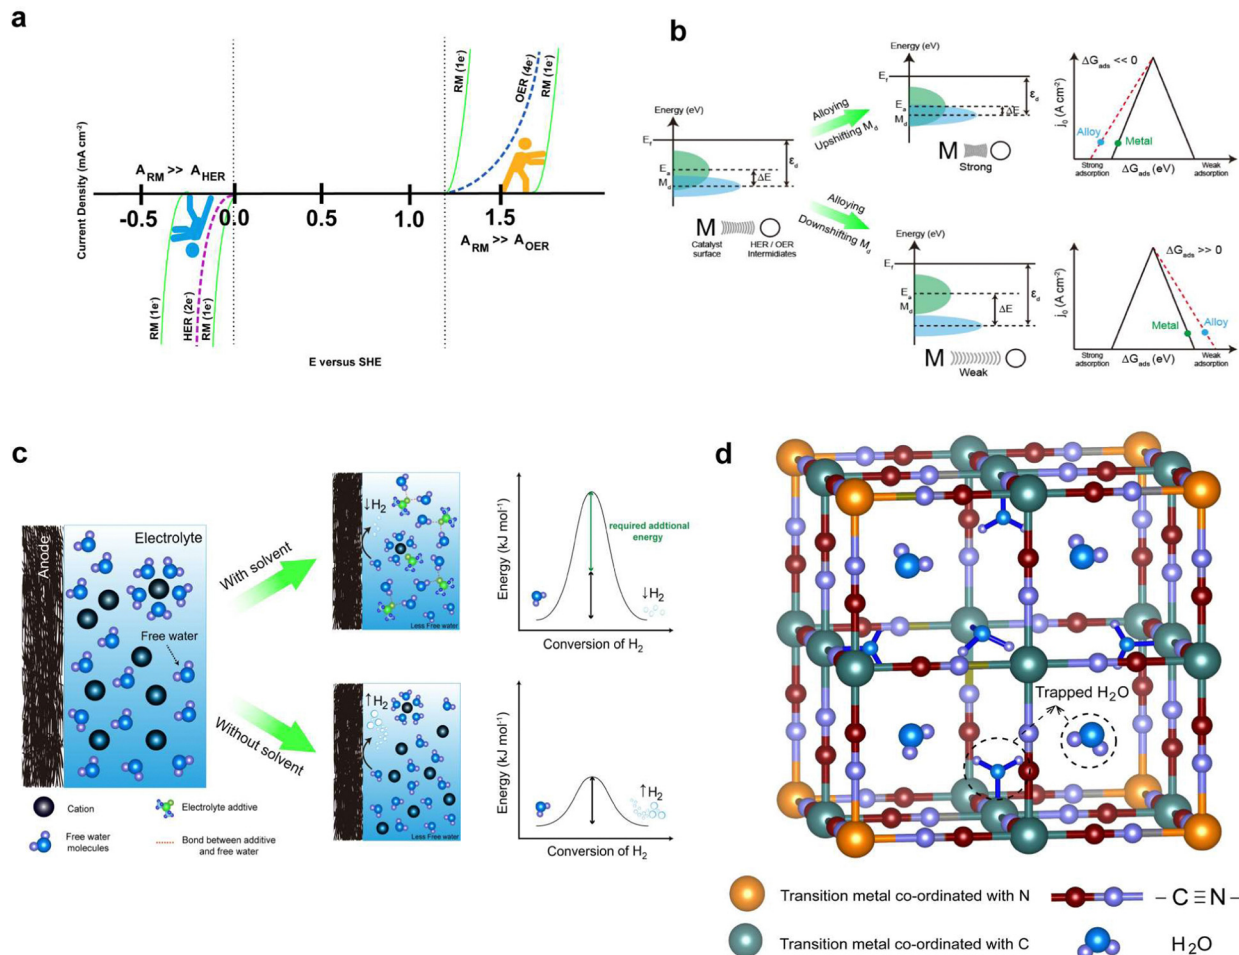 a
Current Density (mA cm⁻²)
A_RM >> A_HER
-0.5
0.0
0.5
1.0
1.5
A_RM >> A_OER
RM (1e⁻)
OER (4e⁻)
RM (1e⁻)
RM (1e⁻)
HER (2e⁻)
RM (1e⁻)
E versus SHE
b
Energy (eV)
E_f
E_a
M_d
ΔE
ε_d
M
Catalyst
surface
HER / OER
Intermidiates
Alloying
Upshifting M_d
Alloying
Downshifting M_d
Energy (eV)
E_f
E_a
M_d
ΔE
ε_d
M
Strong
j₀ (A cm⁻²)
ΔG_ads << 0
Alloy
Metal
Strong
adsorption
ΔG_ads (eV)
Weak
adsorption
Energy (eV)
E_f
E_a
M_d
ΔE
ε_d
M
Weak
j₀ (A cm⁻²)
ΔG_ads >> 0
Metal
Alloy
Strong
adsorption
ΔG_ads (eV)
Weak
adsorption
c
Anode
Electrolyte
Free water
With solvent
Without solvent
↓H₂
Less Free water
↑H₂
Less Free water
Energy (kJ mol⁻¹)
required addtional
energy
↓H₂
Conversion of H₂
Energy (kJ mol⁻¹)
↑H₂
Conversion of H₂
Cation
Electrolyte addtive
Free water
molecules
Bond between additive
and free water
d
Trapped H₂O
Transition metal co-ordinated with N
–C≡N–
Transition metal co-ordinated with C
H₂O